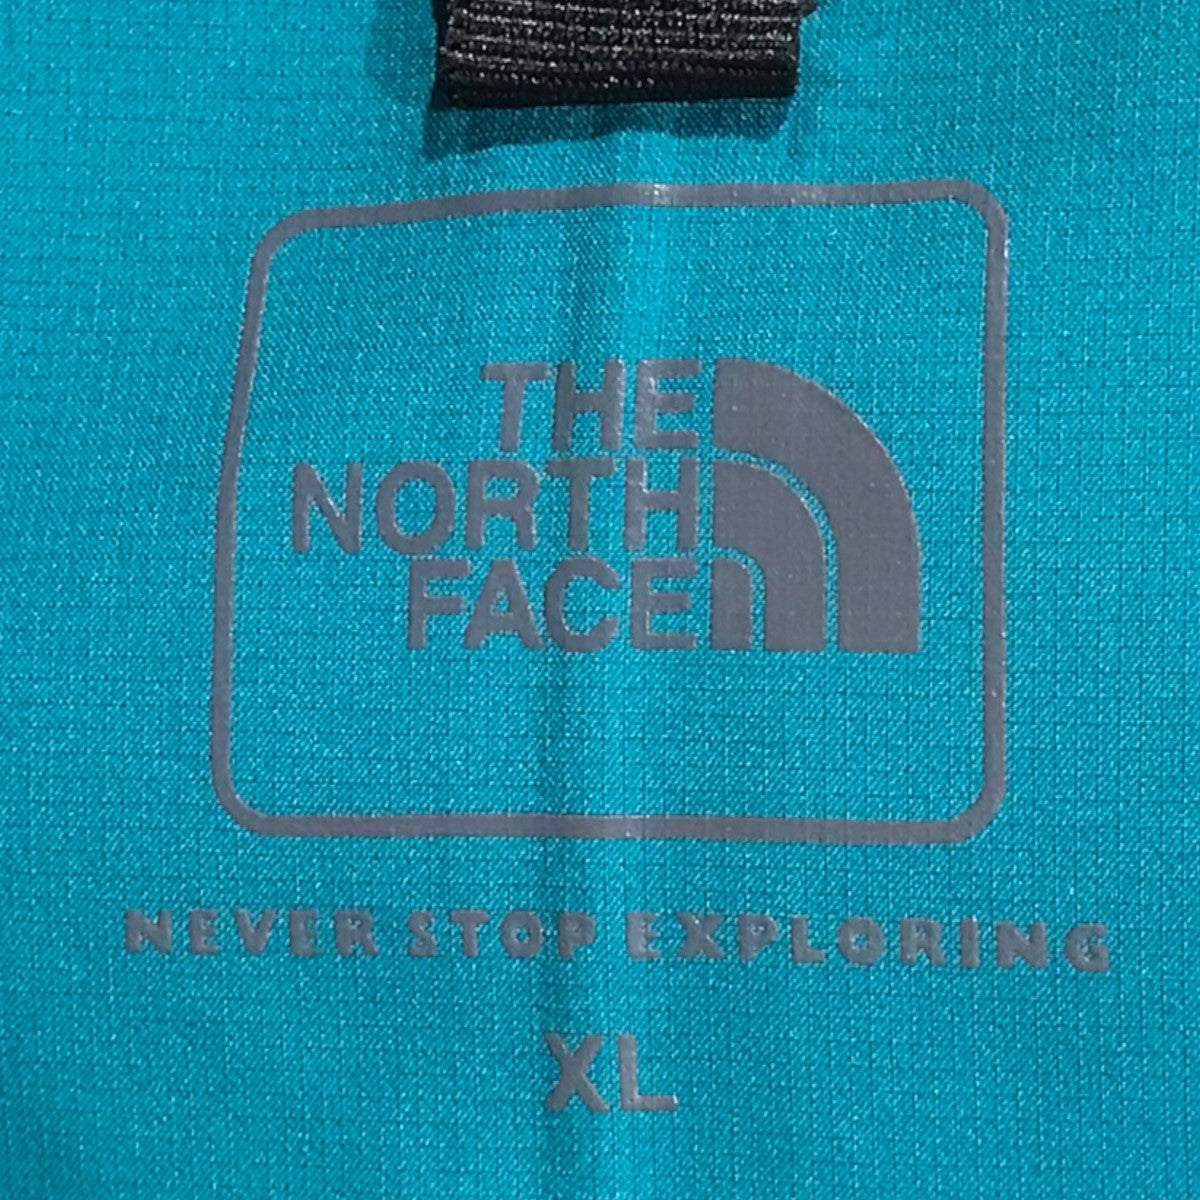 THE
NORTH
FACE
NEVER STOP EXPLORING
XL